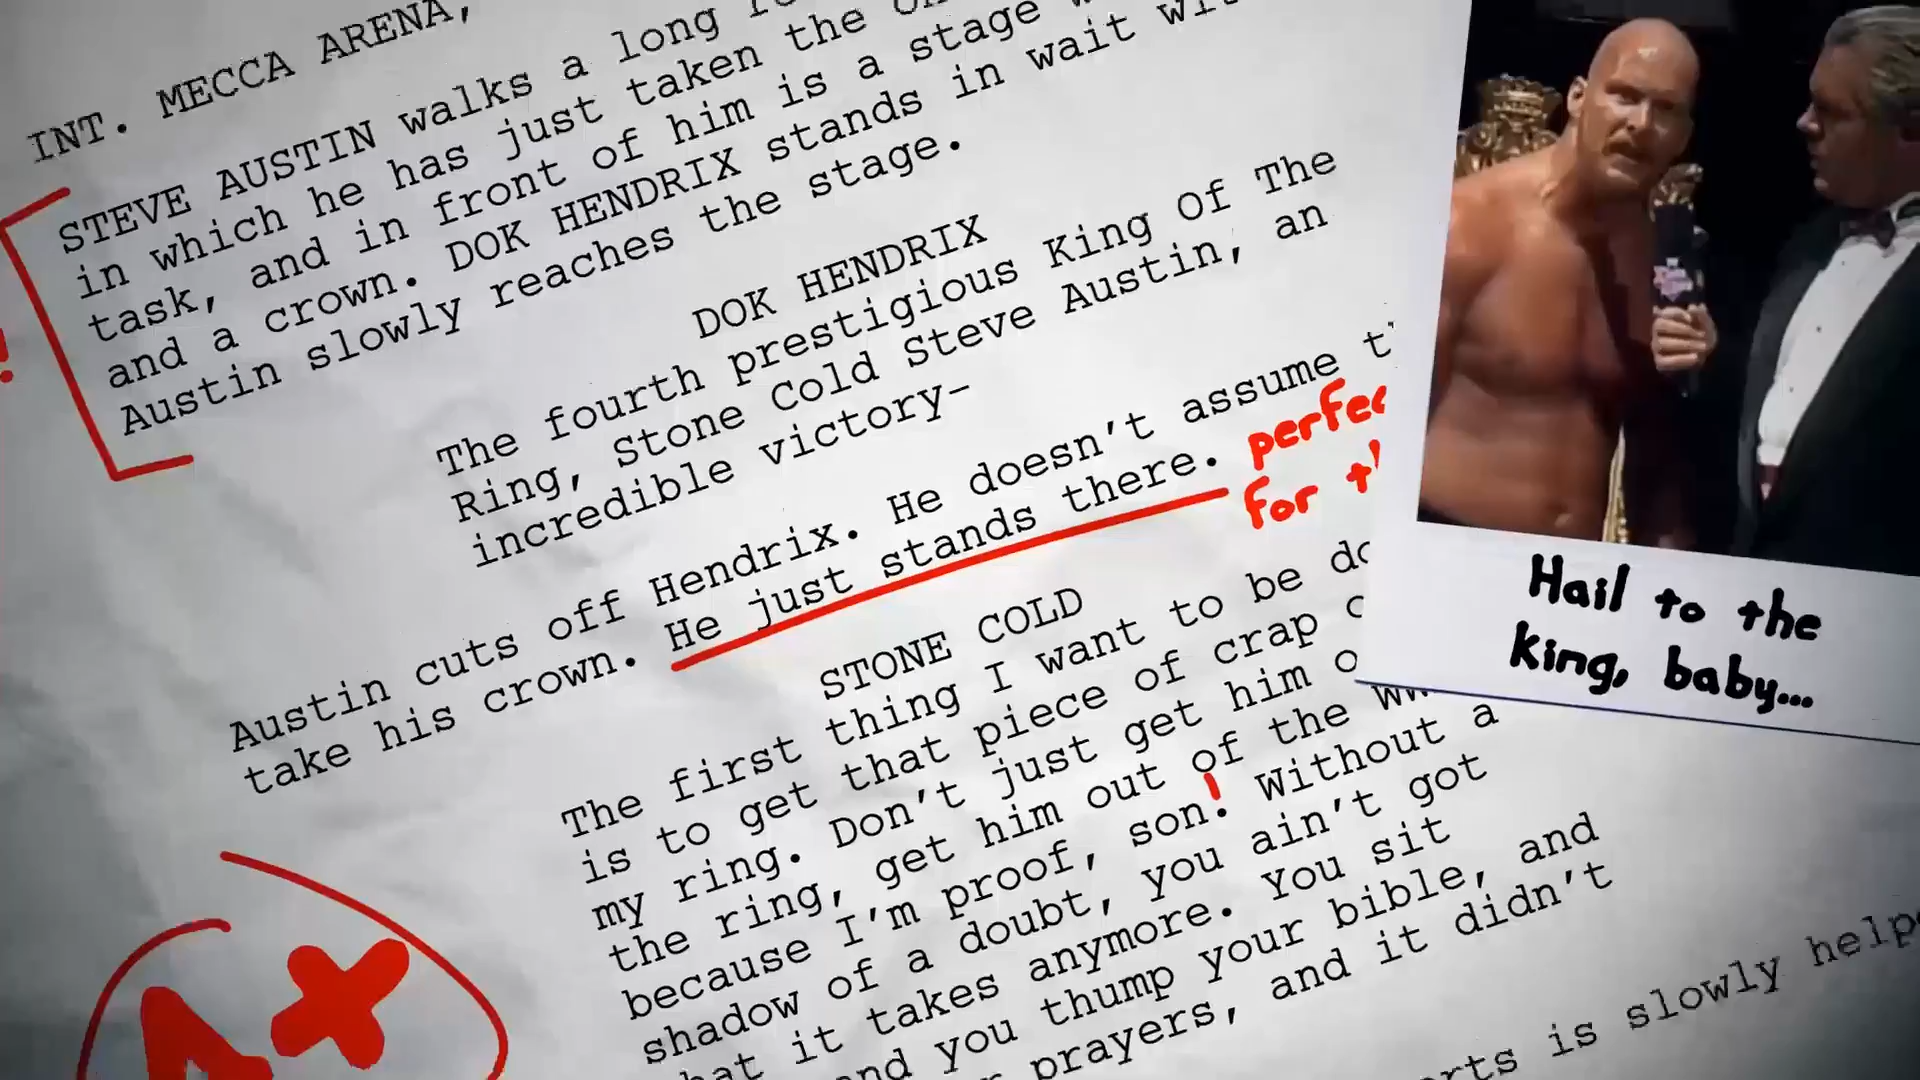 INT. MECCA ARENA,
STEVE AUSTIN walks a long
in which he has just taken the
task, and in front of him is a stage
and a crown. DOK HENDRIX stands in wait
Austin slowly reaches the stage.
DOK HENDRIX
The fourth prestigious King Of The
Ring, Stone Cold Steve Austin, an
incredible victory-
Austin cuts off Hendrix. He doesn't assume
take his crown. He just stands there.
perfec
for
STONE COLD
The first thing I want to be do
is to get that piece of crap
my ring. Don't just get him
the ring, get him out of the
because I'm proof, son! Without a
shadow of a doubt, you ain't got
it takes anymore. You sit
you thump your bible, and
prayers, and it didn't
is slowly help
A+
Hail to the
king, baby...